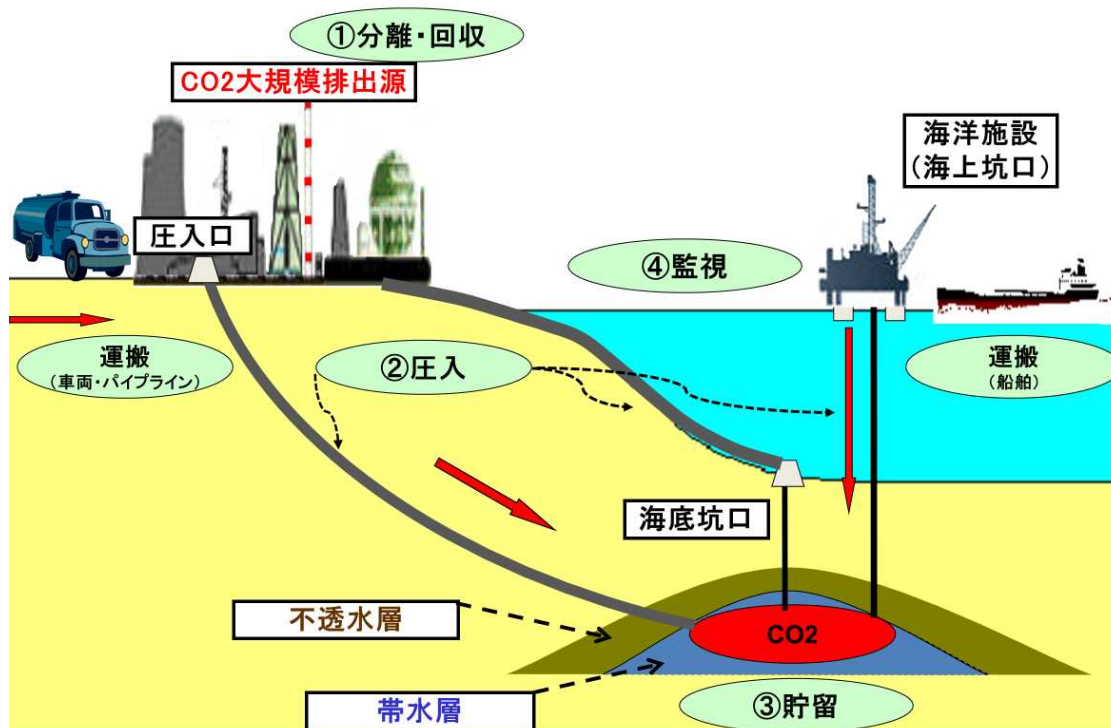 ①分離・回収
CO2大規模排出源
海洋施設
(海上坑口)
圧入口
④監視
運搬
(車両・パイプライン)
②圧入
運搬
(船舶)
海底坑口
不透水層
CO2
帯水層
③貯留